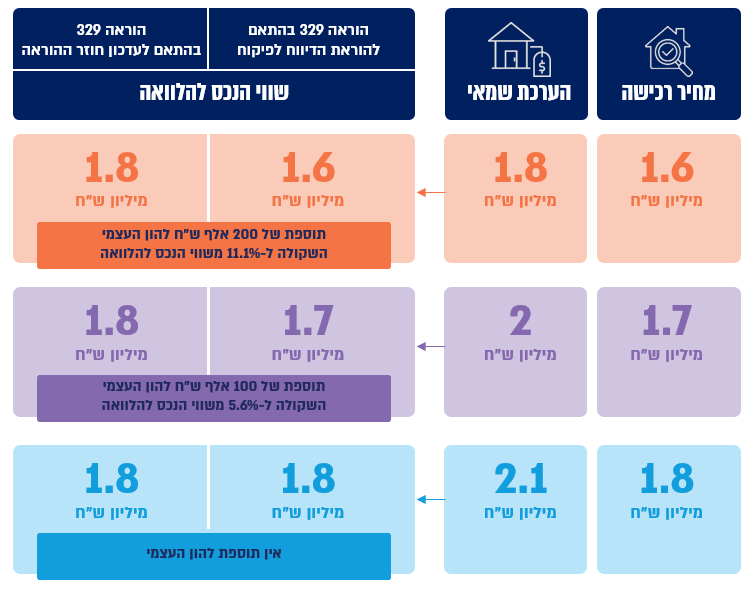 מחיר רכישה
הערכת שמאי
הוראה 329 בהתאם
להוראת הדיווח לפיקוח
הוראה 329
בהתאם לעדכון חוזר ההוראה
שווי הנכס להלוואה
1.6
מיליון ש"ח
1.8
מיליון ש"ח
1.6
מיליון ש"ח
1.8
מיליון ש"ח
תוספת של 200 אלף ש"ח להון העצמי
השקולה ל-11.1% משווי הנכס להלוואה
1.7
מיליון ש"ח
2
מיליון ש"ח
1.7
מיליון ש"ח
1.8
מיליון ש"ח
תוספת של 100 אלף ש"ח להון העצמי
השקולה ל-5.6% משווי הנכס להלוואה
1.8
מיליון ש"ח
2.1
מיליון ש"ח
1.8
מיליון ש"ח
1.8
מיליון ש"ח
אין תוספת להון העצמי